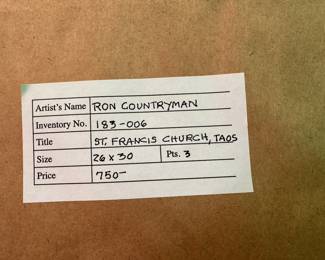 Artist's Name RON COUNTRYMAN
Inventory No. 183-006
Title ST. FRANCIS CHURCH, TAOS
Size 26 x 30 Pts. 3
Price 750-